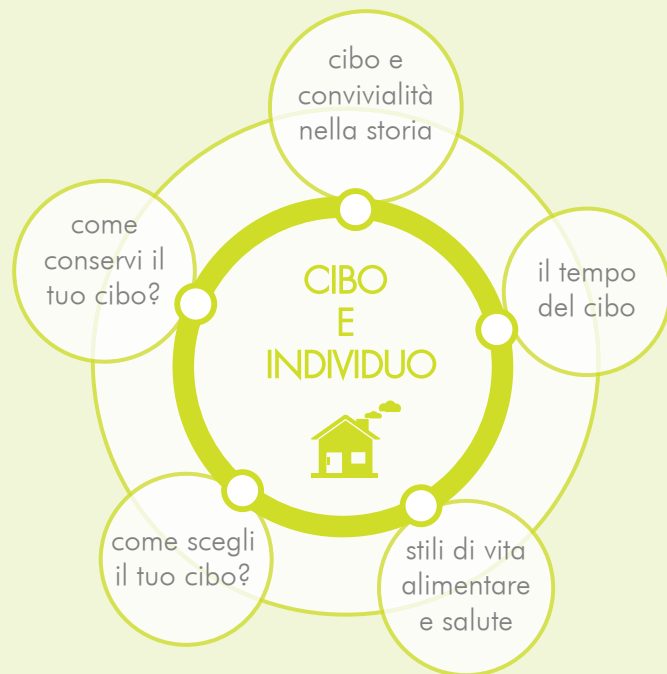 cibo e
convivialità
nella storia
come
conservi il
tuo cibo?
il tempo
del cibo
CIBO
E
INDIVIDUO
come scegli
il tuo cibo?
stili di vita
alimentare
e salute